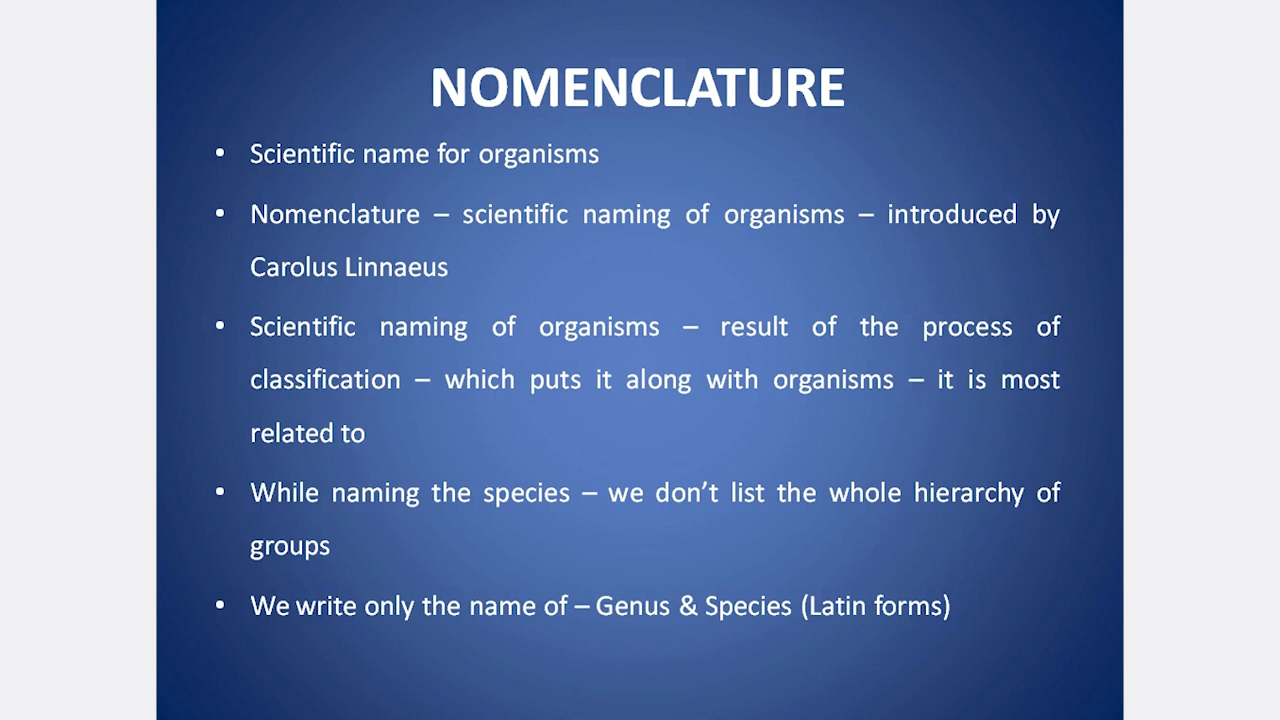 NOMENCLATURE
• Scientific name for organisms
• Nomenclature – scientific naming of organisms – introduced by
Carolus Linnaeus
• Scientific naming of organisms – result of the process of
classification – which puts it along with organisms – it is most
related to
• While naming the species – we don’t list the whole hierarchy of
groups
• We write only the name of – Genus & Species (Latin forms)